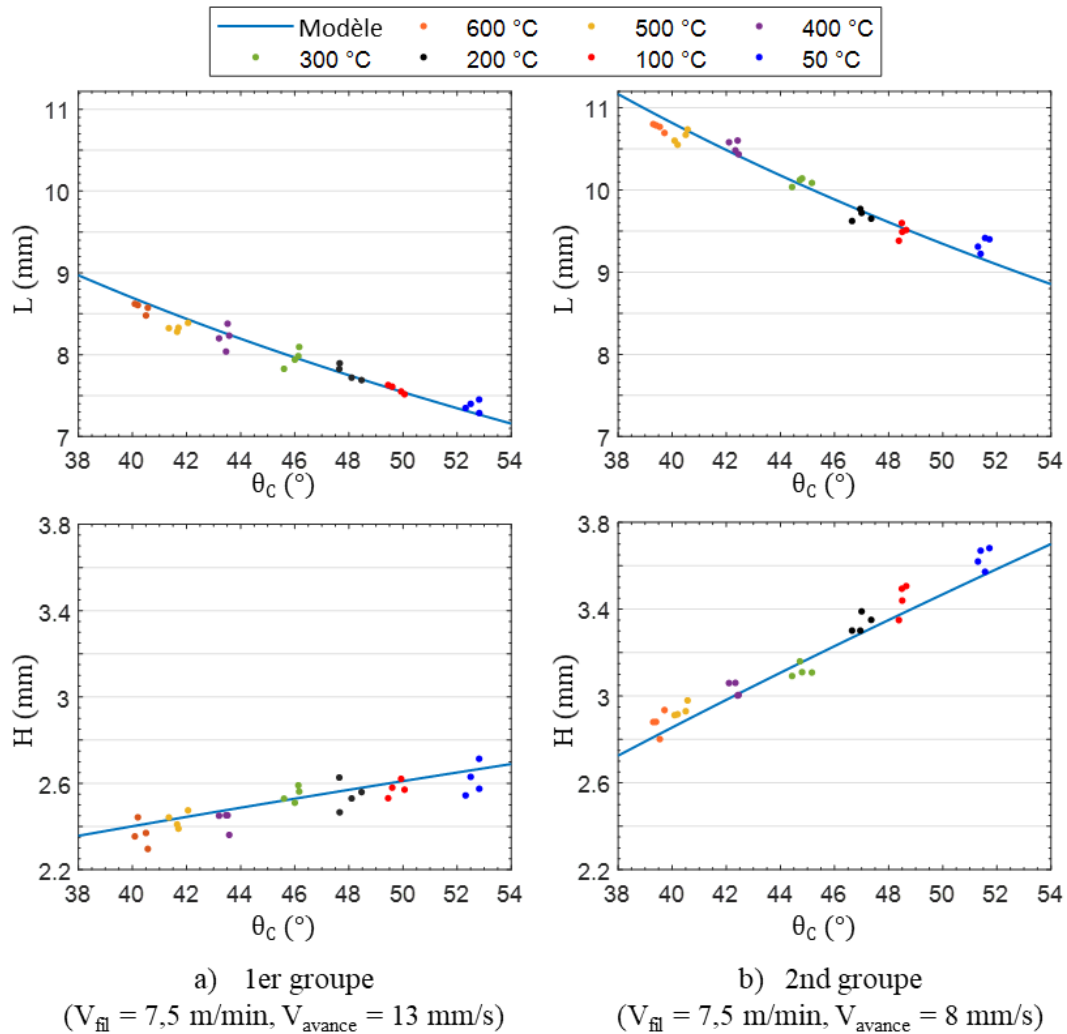 Modèle 600 °C 500 °C 400 °C
300 °C 200 °C 100 °C 50 °C
11
10
9
8
7
L (mm)
38 40 42 44 46 48 50 52 54
θC (°)
11
10
9
8
7
L (mm)
38 40 42 44 46 48 50 52 54
θC (°)
3.8
3.4
3
2.6
2.2
H (mm)
38 40 42 44 46 48 50 52 54
θC (°)
3.8
3.4
3
2.6
2.2
H (mm)
38 40 42 44 46 48 50 52 54
θC (°)
a) 1er groupe
(Vfil = 7,5 m/min, Vavance = 13 mm/s)
b) 2nd groupe
(Vfil = 7,5 m/min, Vavance = 8 mm/s)